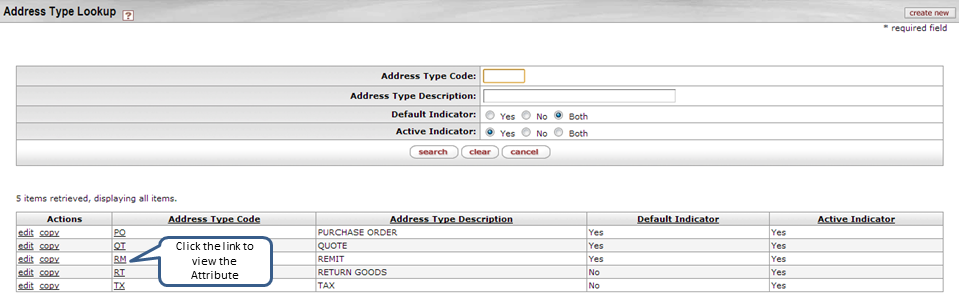 Address Type Lookup ?
create new
* required field
Address Type Code:
Address Type Description:
Default Indicator: Yes No Both
Active Indicator: Yes No Both
search clear cancel
5 items retrieved, displaying all items.
Actions Address Type Code Address Type Description Default Indicator Active Indicator
edit copy PO PURCHASE ORDER Yes Yes
edit copy QT QUOTE Yes Yes
edit copy RM REMIT Yes Yes
edit copy RT RETURN GOODS No Yes
edit copy TX TAX No Yes
Click the link to
view the
Attribute